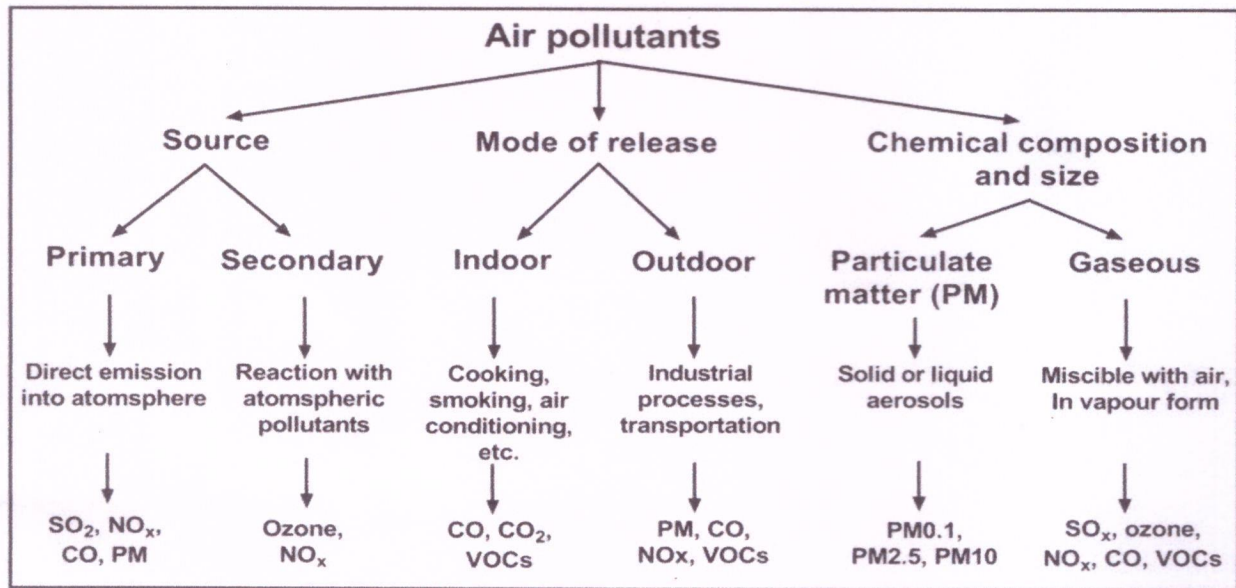 Air pollutants
Source
Mode of release
Chemical composition
and size
Primary
Secondary
Indoor
Outdoor
Particulate
matter (PM)
Gaseous
Direct emission
into atomsphere
Reaction with
atomspheric
pollutants
Cooking,
smoking, air
conditioning,
etc.
Industrial
processes,
transportation
Solid or liquid
aerosols
Miscible with air,
In vapour form
SO₂, NOₓ,
CO, PM
Ozone,
NOₓ
CO, CO₂,
VOCs
PM, CO,
NOx, VOCs
PM0.1,
PM2.5, PM10
SOₓ, ozone,
NOₓ, CO, VOCs